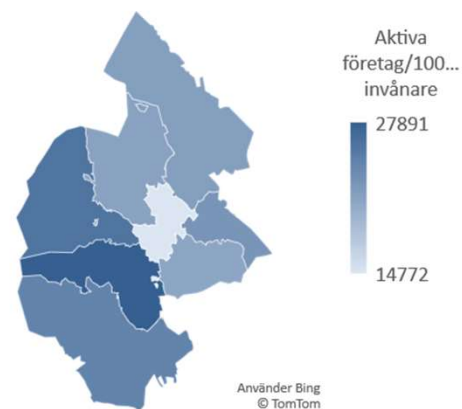 Aktiva
företag/100...
invånare
27891
14772
Använder Bing
© TomTom